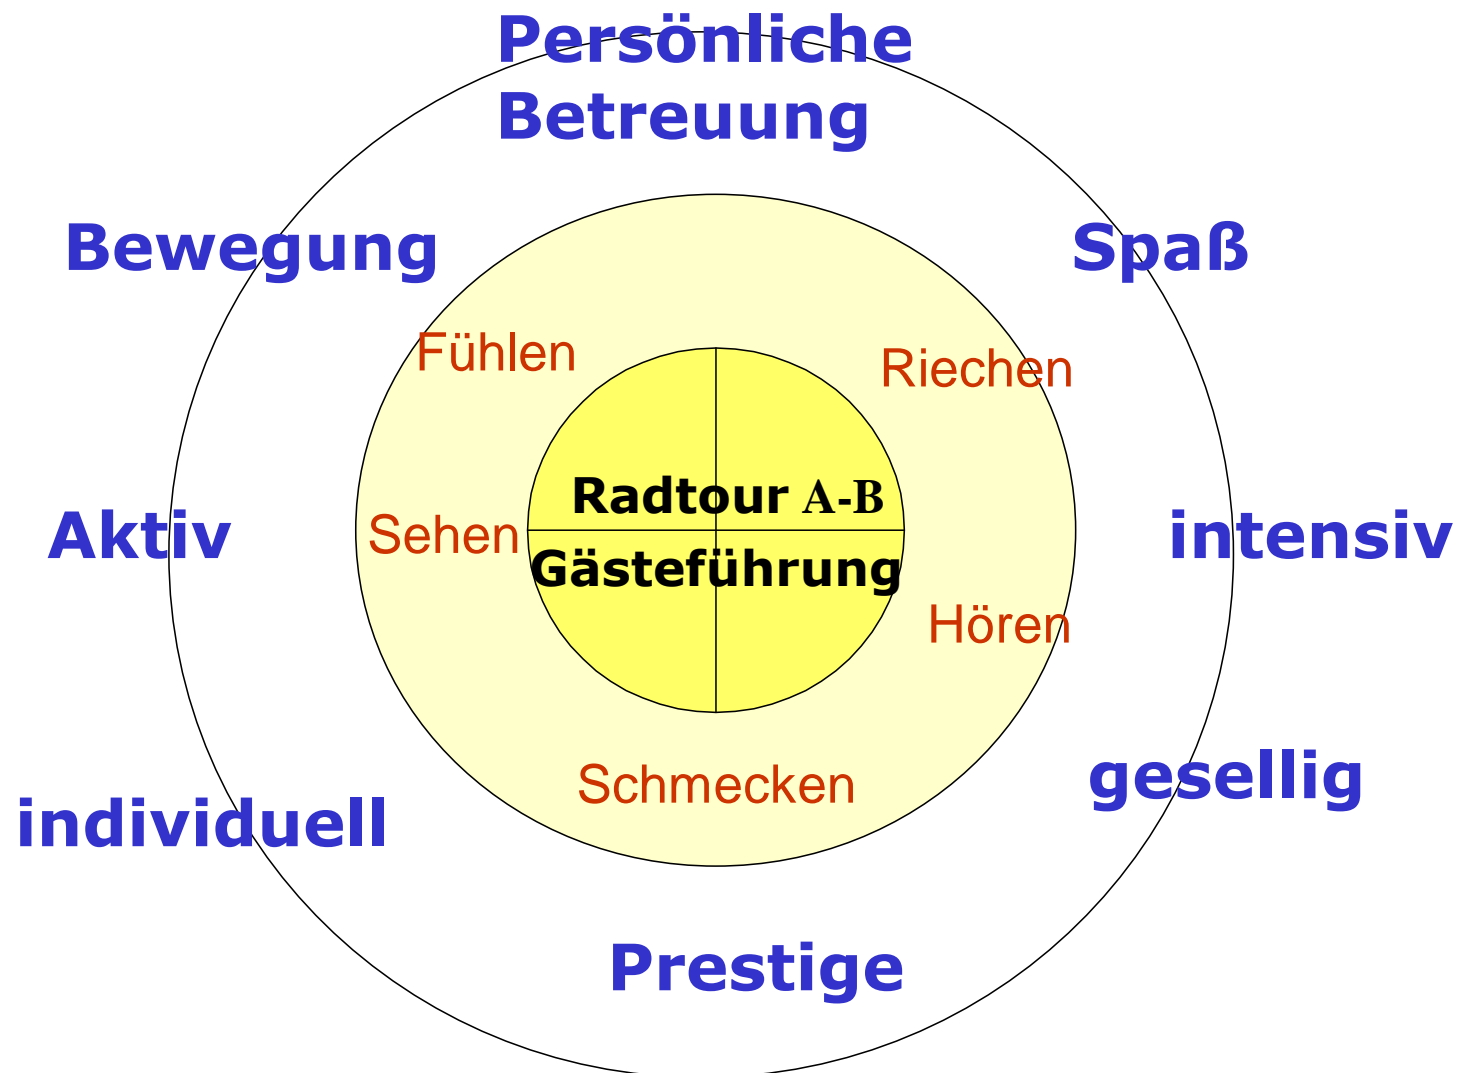 Persönliche
Betreuung
Bewegung
Spaß
Fühlen
Riechen
Radtour A-B
Aktiv
Sehen
intensiv
Gästeführung
Hören
Schmecken
gesellig
individuell
Prestige